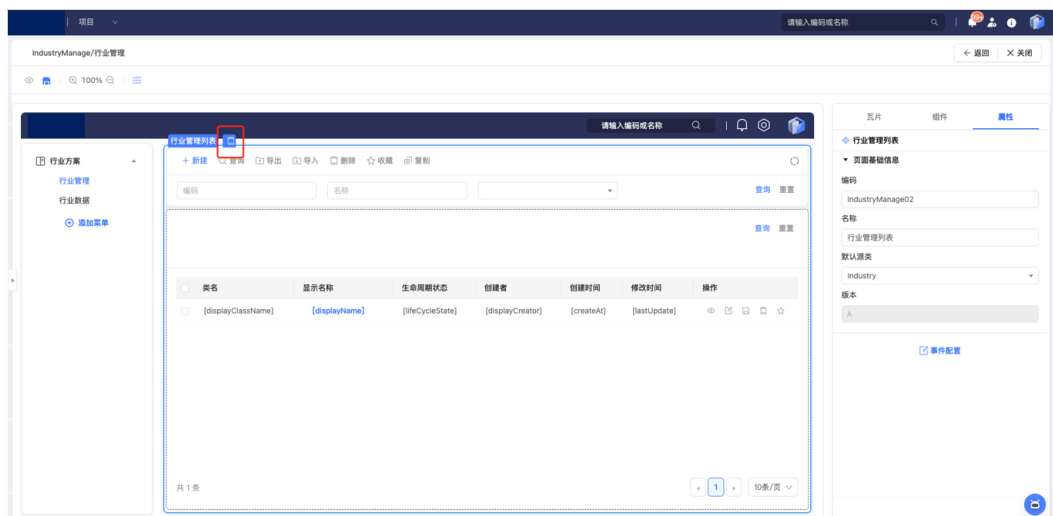 项目
请输入编码或名称
99+
IndustryManage/行业管理
返回
关闭
100%
请输入编码或名称
瓦片 组件 属性
行业管理列表
行业管理列表
行业方案
新建 查询 导出 导入 删除 收藏 复制
页面基础信息
行业管理
编码
编码 名称 查询 重置
IndustryManage02
行业数据
名称
添加菜单
查询 重置
行业管理列表
默认源类
Industry
类名 显示名称 生命周期状态 创建者 创建时间 修改时间 操作
版本
[displayClassName] [displayName] [lifeCycleState] [displayCreator] [createAt] [lastUpdate]
A
事件配置
共 1 条
1
10条/页